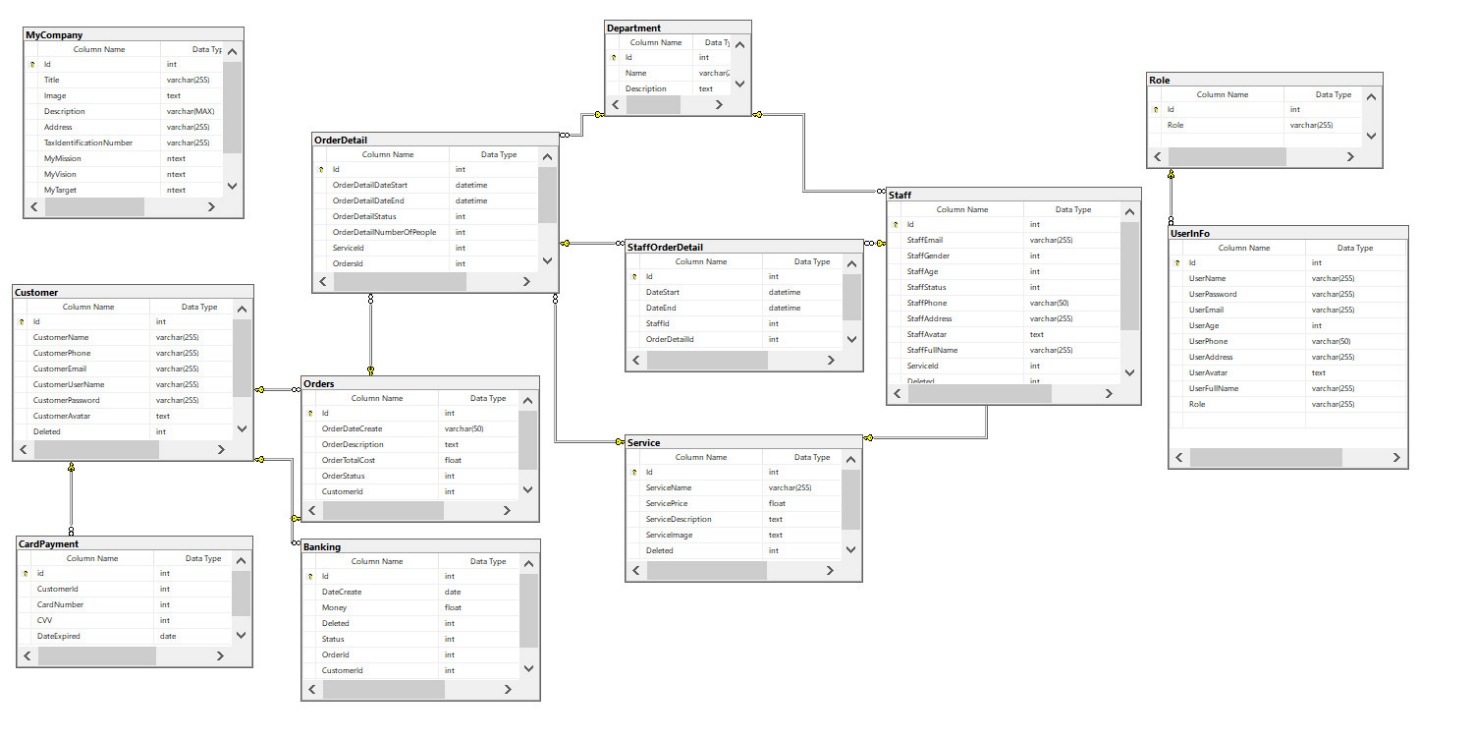 MyCompany
Column Name Data Typ
Id int
Title varchar(255)
Image text
Description varchar(MAX)
Address varchar(255)
TaxIdentificationNumber varchar(255)
MyMission ntext
MyVision ntext
MyTarget ntext
Department
Column Name Data Ty
Id int
Name varchar(2
Description text
Role
Column Name Data Type
Id int
Role varchar(255)
OrderDetail
Column Name Data Type
Id int
OrderDetailDateStart datetime
OrderDetailDateEnd datetime
OrderDetailStatus int
OrderDetailNumberOfPeople int
ServiceId int
OrdersId int
Staff
Column Name Data Type
Id int
StaffEmail varchar(255)
StaffGender int
StaffAge int
StaffStatus int
StaffPhone varchar(50)
StaffAddress varchar(255)
StaffAvatar text
StaffFullName varchar(255)
ServiceId int
Deleted int
UserInFo
Column Name Data Type
Id int
UserName varchar(255)
UserPassword varchar(255)
UserEmail varchar(255)
UserAge int
UserPhone varchar(50)
UserAddress varchar(255)
UserAvatar text
UserFullName varchar(255)
Role varchar(255)
StaffOrderDetail
Column Name Data Type
Id int
DateStart datetime
DateEnd datetime
StaffId int
OrderDetailId int
Customer
Column Name Data Type
Id int
CustomerName varchar(255)
CustomerPhone varchar(255)
CustomerEmail varchar(255)
CustomerUserName varchar(255)
CustomerPassword varchar(255)
CustomerAvatar text
Deleted int
Orders
Column Name Data Type
Id int
OrderDateCreate varchar(50)
OrderDescription text
OrderTotalCost float
OrderStatus int
CustomerId int
Service
Column Name Data Type
Id int
ServiceName varchar(255)
ServicePrice float
ServiceDescription text
ServiceImage text
Deleted int
CardPayment
Column Name Data Type
id int
CustomerId int
CardNumber int
CVV int
DateExpired date
Banking
Column Name Data Type
Id int
DateCreate date
Money float
Deleted int
Status int
OrderId int
CustomerId int